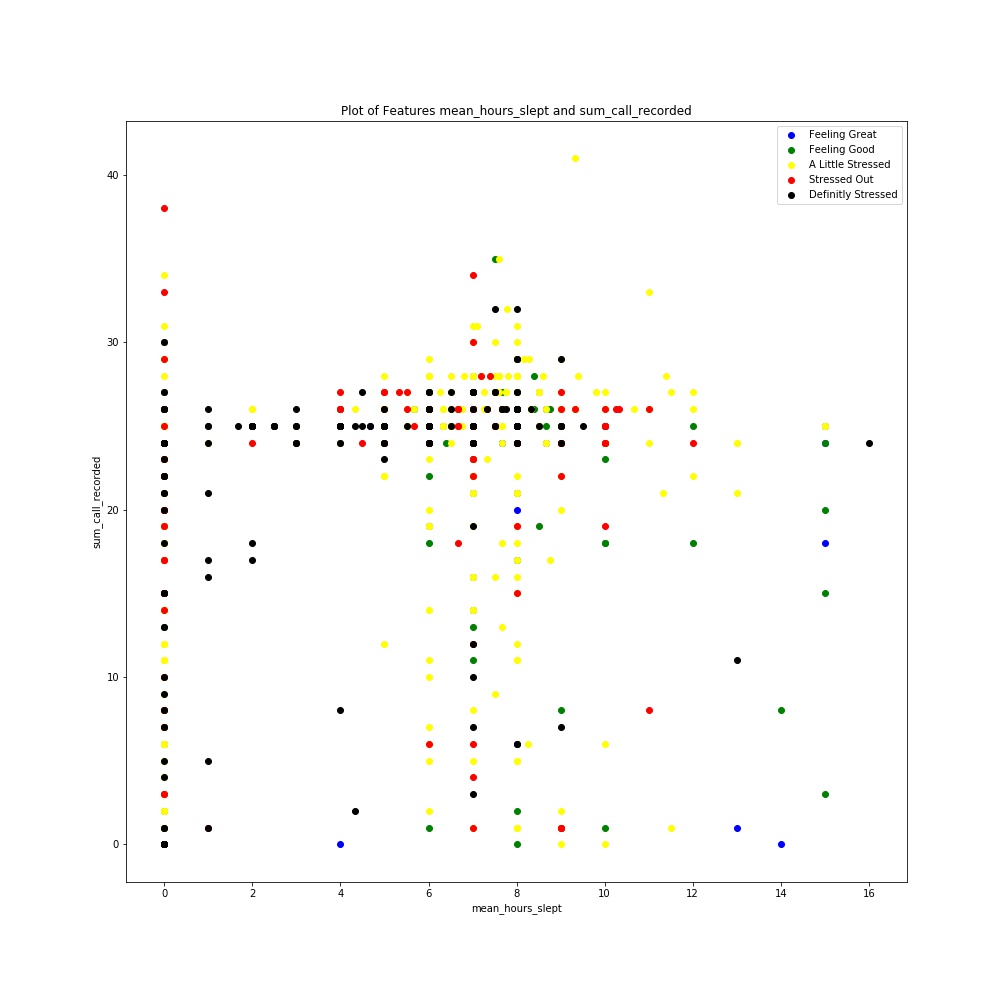 Plot of Features mean_hours_slept and sum_call_recorded
Feeling Great
Feeling Good
A Little Stressed
Stressed Out
Definitly Stressed
40
30
20
10
0
sum_call_recorded
0 2 4 6 8 10 12 14 16
mean_hours_slept